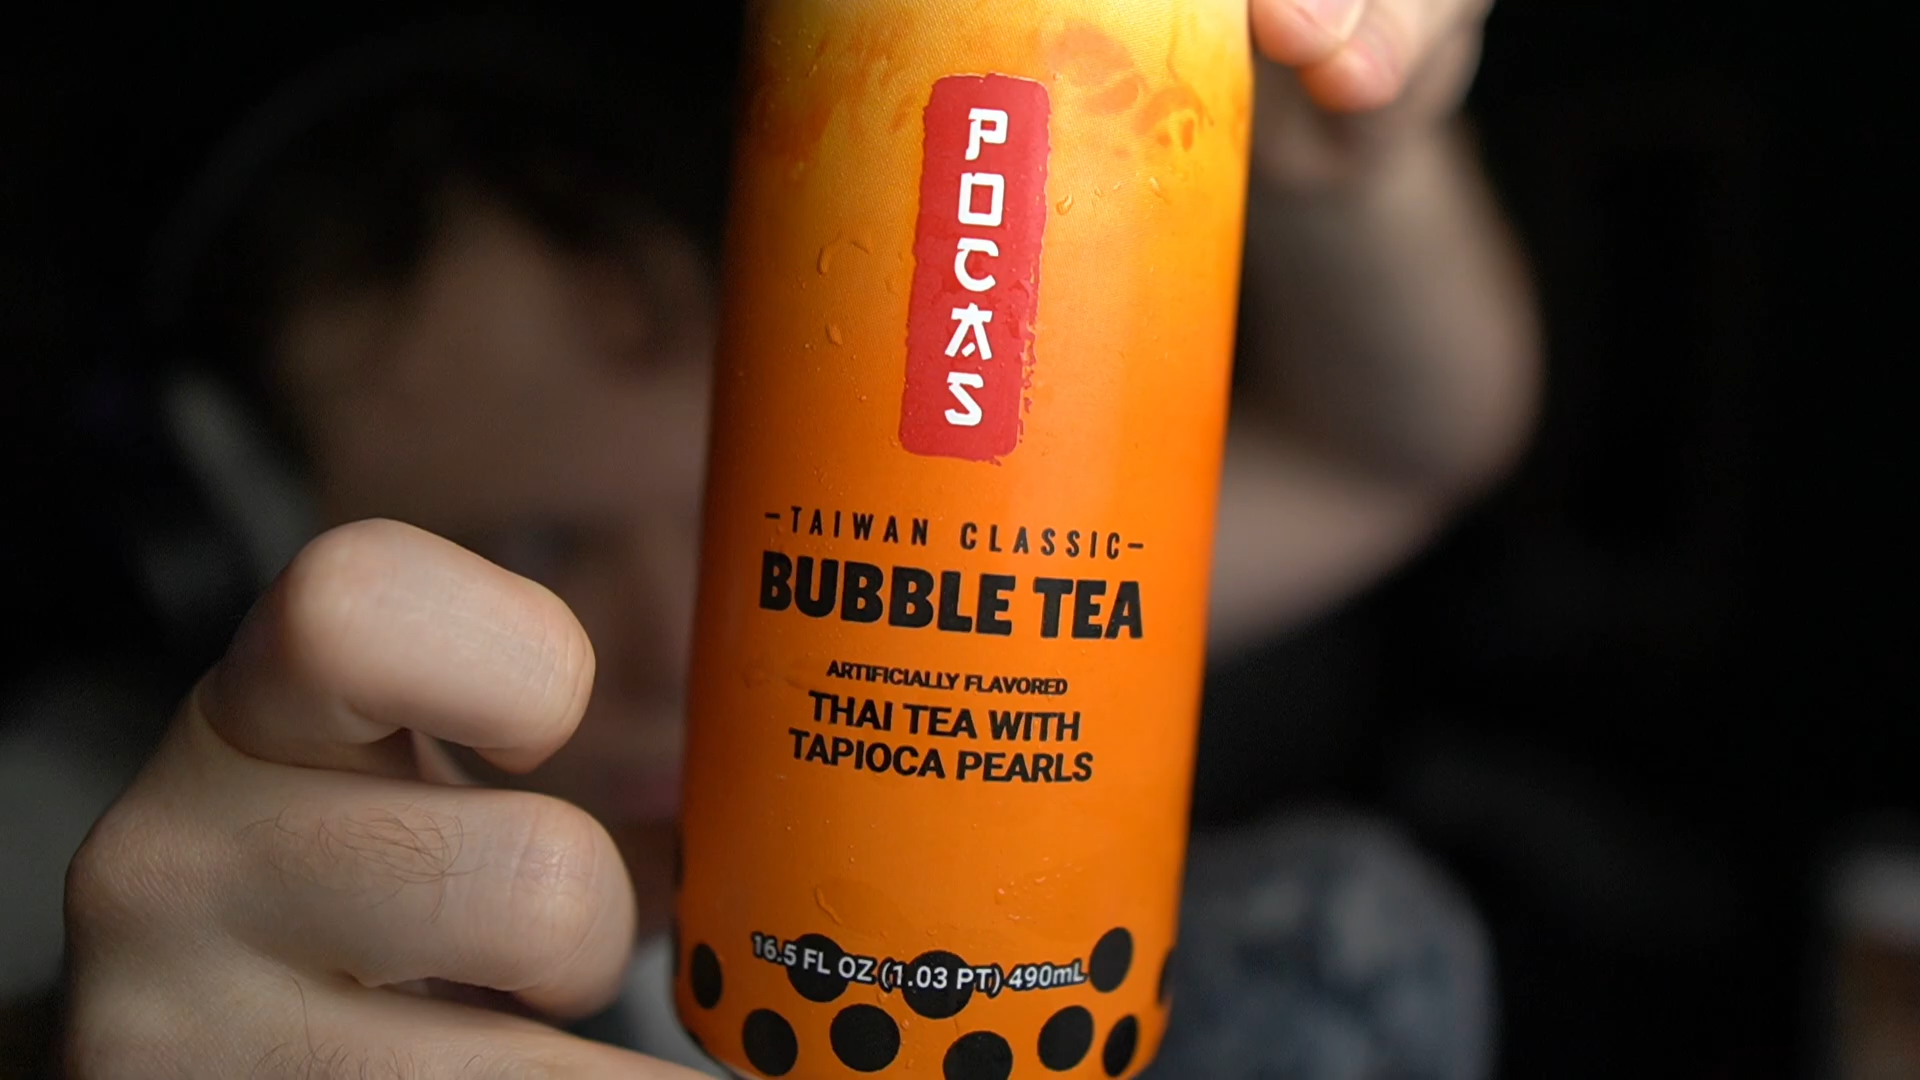 POCAS
-TAIWAN CLASSIC-
BUBBLE TEA
ARTIFICIALLY FLAVORED
THAI TEA WITH
TAPIOCA PEARLS
16.5 FL OZ (1.03 PT) 490mL